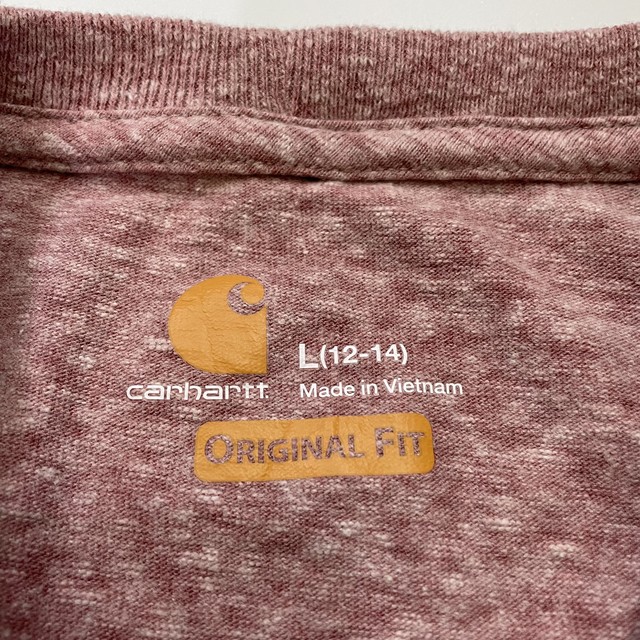 L(12-14)
carhartt
Made in Vietnam
ORIGINAL FIT